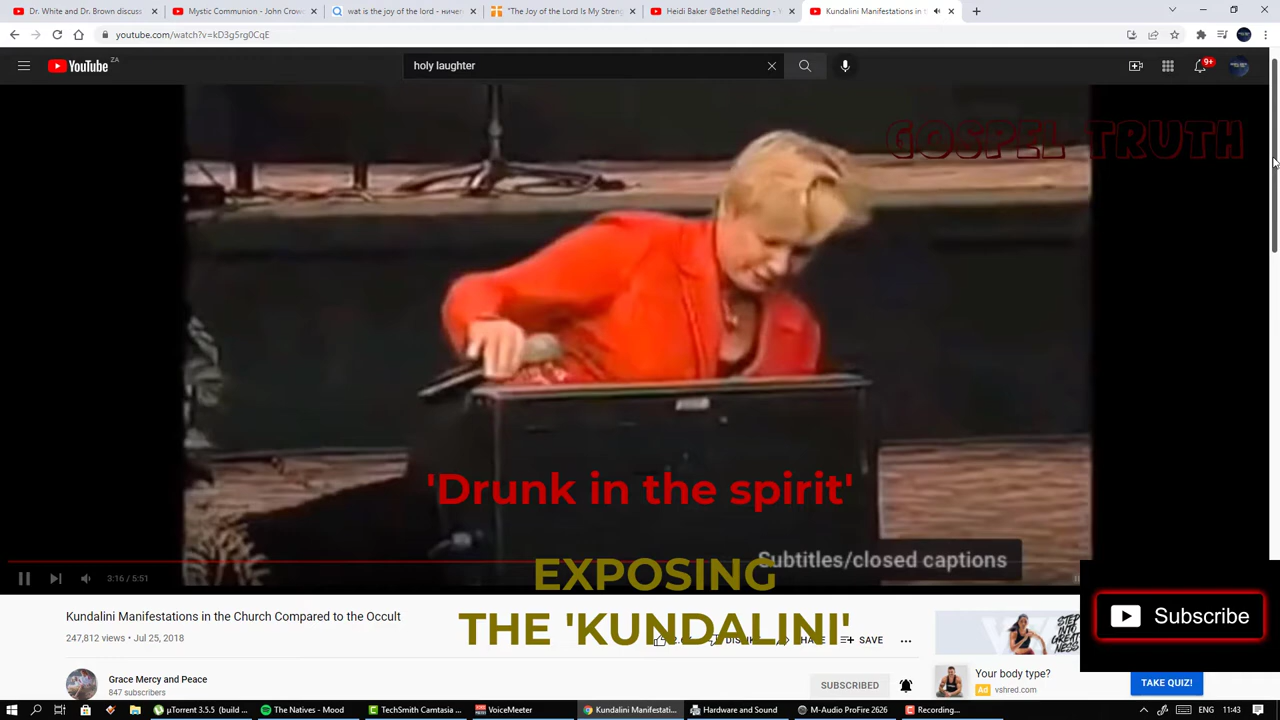 Dr. White and Dr. Brown discuss
Mystic Communion - John Crow
wat is the joy of the lord - ничего
"The Joy of the Lord Is My Streng
Heidi Baker @Bethel Redding -
Kundalini Manifestations in t
youtube.com/watch?v=kD3g5rg0CqE
YouTube ZA
holy laughter
9+
GOSPEL TRUTH
'Drunk in the spirit'
Subtitles/closed captions
EXPOSING
THE 'KUNDALINI'
3:16 / 5:51
Subscribe
Kundalini Manifestations in the Church Compared to the Occult
247,812 views • Jul 25, 2018
SAVE
Grace Mercy and Peace
847 subscribers
SUBSCRIBED
Your body type?
Ad vshred.com
TAKE QUIZ!
µTorrent 3.5.5 (build ...
The Natives - Mood
TechSmith Camtasia ...
VoiceMeeter
Kundalini Manifestati...
Hardware and Sound
M-Audio ProFire 2626
Recording...
ENG
11:43